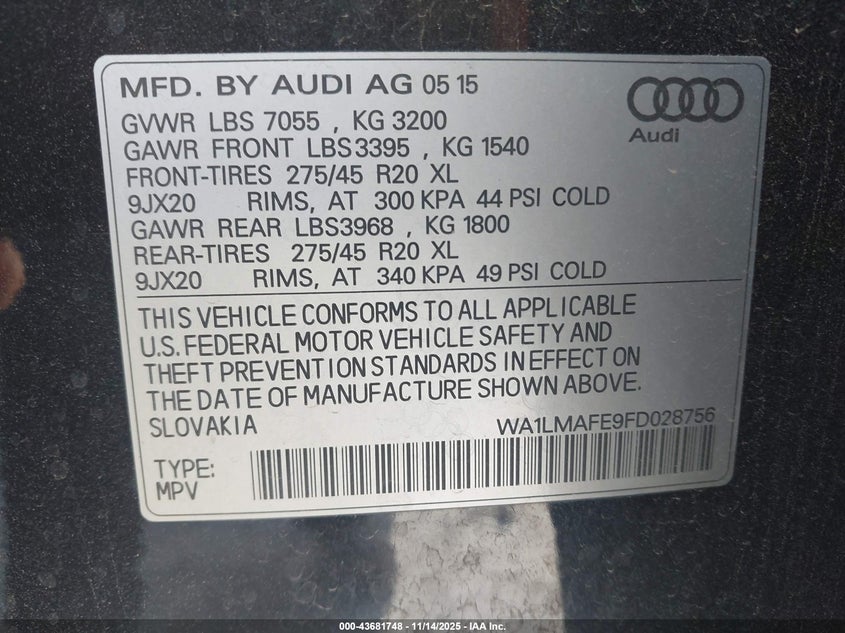 MFD. BY AUDI AG 05 15
Audi
GVWR LBS 7055 , KG 3200
GAWR FRONT LBS3395 , KG 1540
FRONT-TIRES 275/45 R20 XL
9JX20 RIMS, AT 300 KPA 44 PSI COLD
GAWR REAR LBS3968 , KG 1800
REAR-TIRES 275/45 R20 XL
9JX20 RIMS, AT 340 KPA 49 PSI COLD
THIS VEHICLE CONFORMS TO ALL APPLICABLE
U.S. FEDERAL MOTOR VEHICLE SAFETY AND
THEFT PREVENTION STANDARDS IN EFFECT ON
THE DATE OF MANUFACTURE SHOWN ABOVE.
SLOVAKIA WA1LMAFE9FD028756
TYPE:
MPV
000-43681748 - 11/14/2025 - IAA Inc.